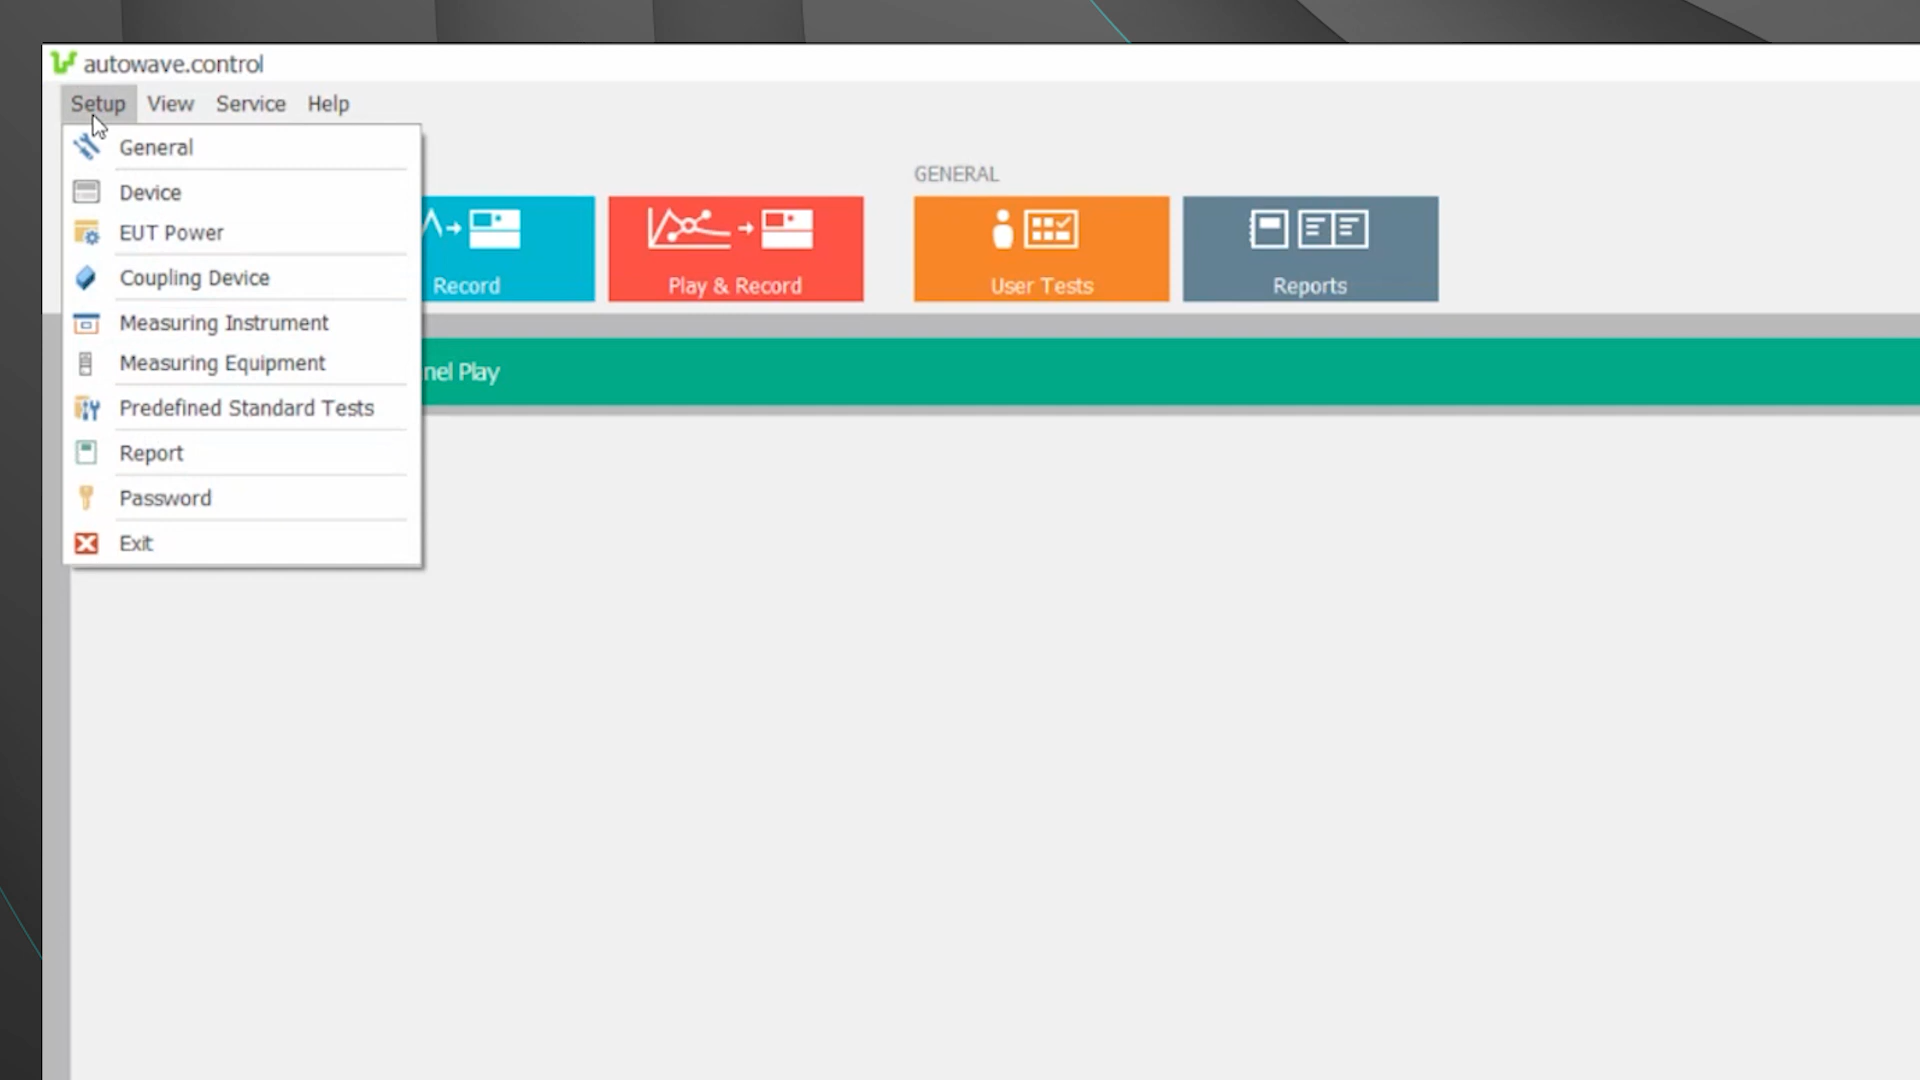 autowave.control
Setup View Service Help
General
Device
EUT Power
Coupling Device
Measuring Instrument
Measuring Equipment
Predefined Standard Tests
Report
Password
Exit
GENERAL
Record
Play & Record
User Tests
Reports
Play